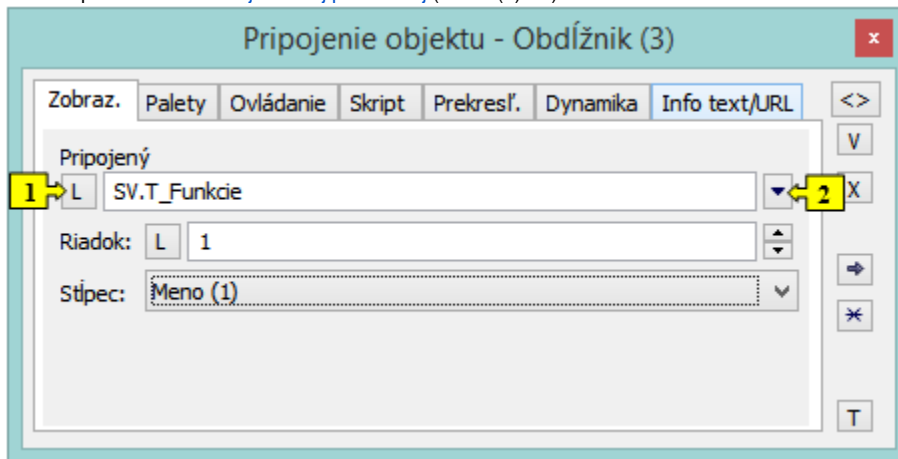 Pripojenie objektu - Obdĺžnik (3)
x
Zobraz. Palety Ovládanie Skript Prekresľ. Dynamika Info text/URL
<>
V
Pripojený
1 L SV.T_Funkcie 2 X
Riadok: L 1
Stĺpec: Meno (1)
T